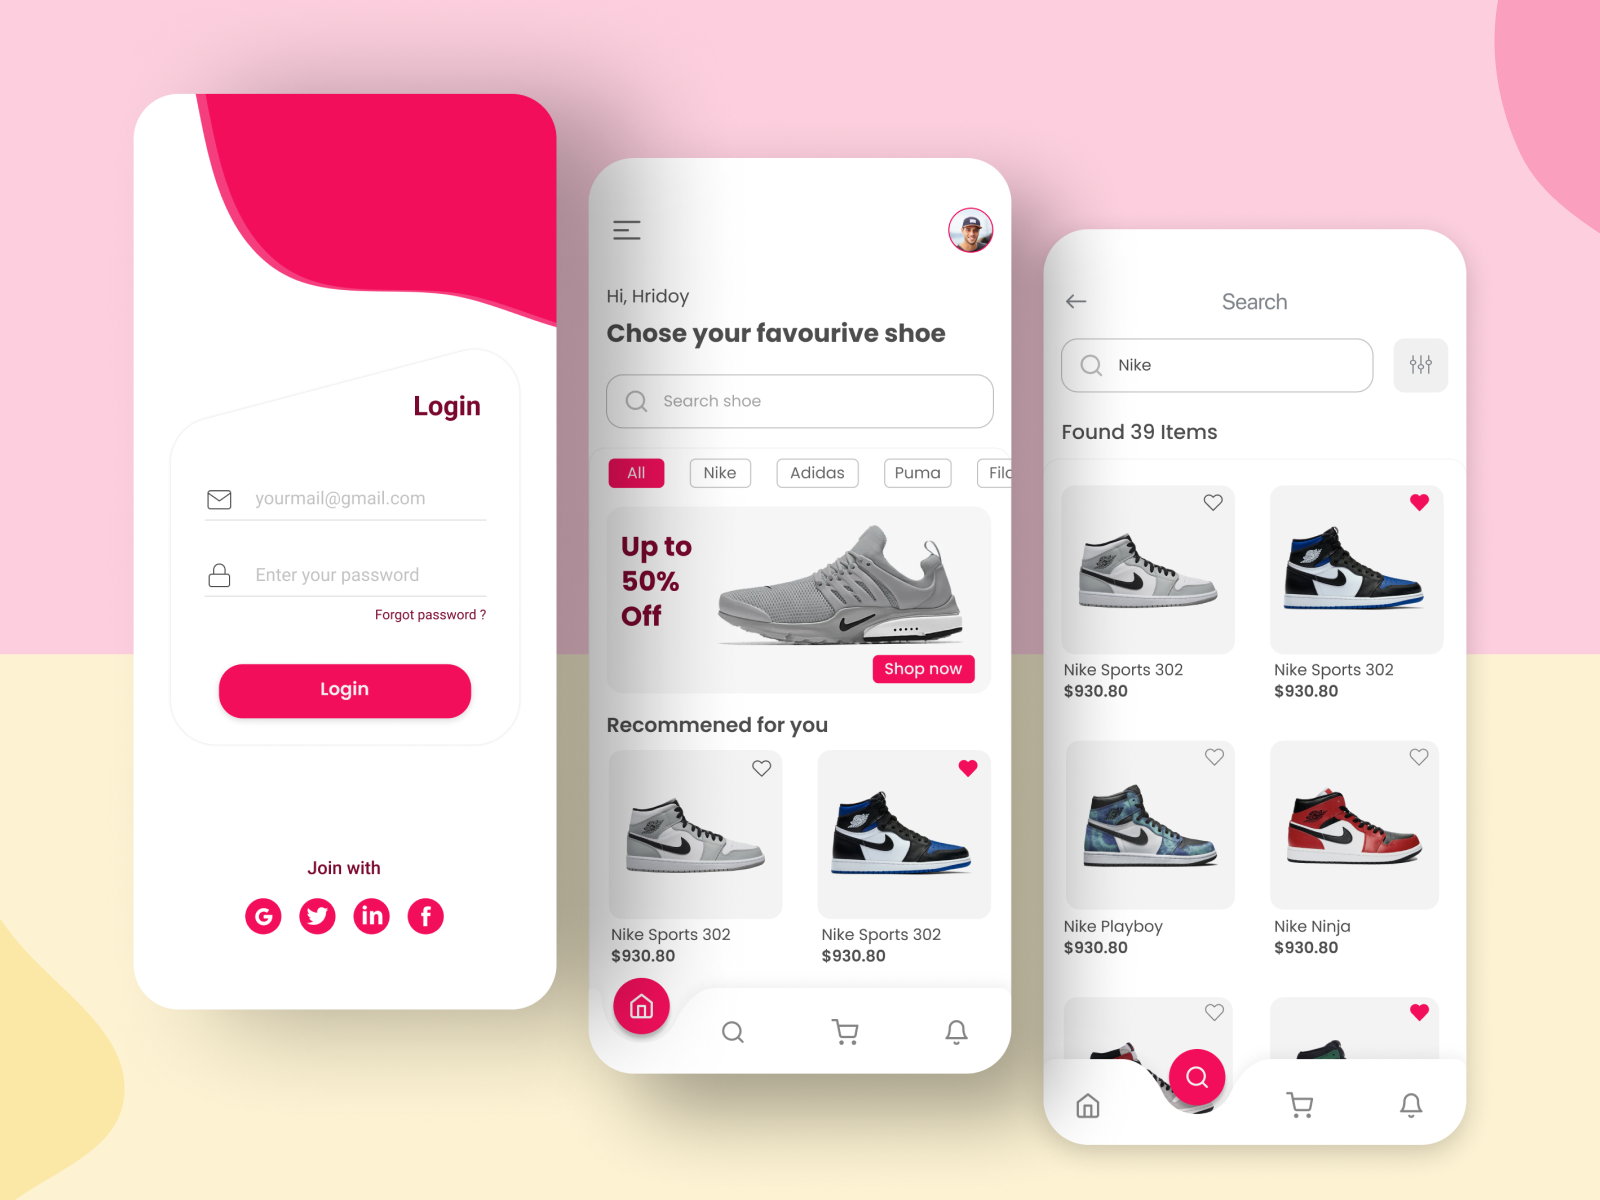 Login
yourmail@gmail.com
Enter your password
Forgot password ?
Login
Join with
G
in
f
Hi, Hridoy
Chose your favourive shoe
Search shoe
All
Nike
Adidas
Puma
Fila
Up to
50%
Off
Shop now
Recommened for you
Nike Sports 302
$930.80
Nike Sports 302
$930.80
Search
Nike
Found 39 Items
Nike Sports 302
$930.80
Nike Sports 302
$930.80
Nike Playboy
$930.80
Nike Ninja
$930.80